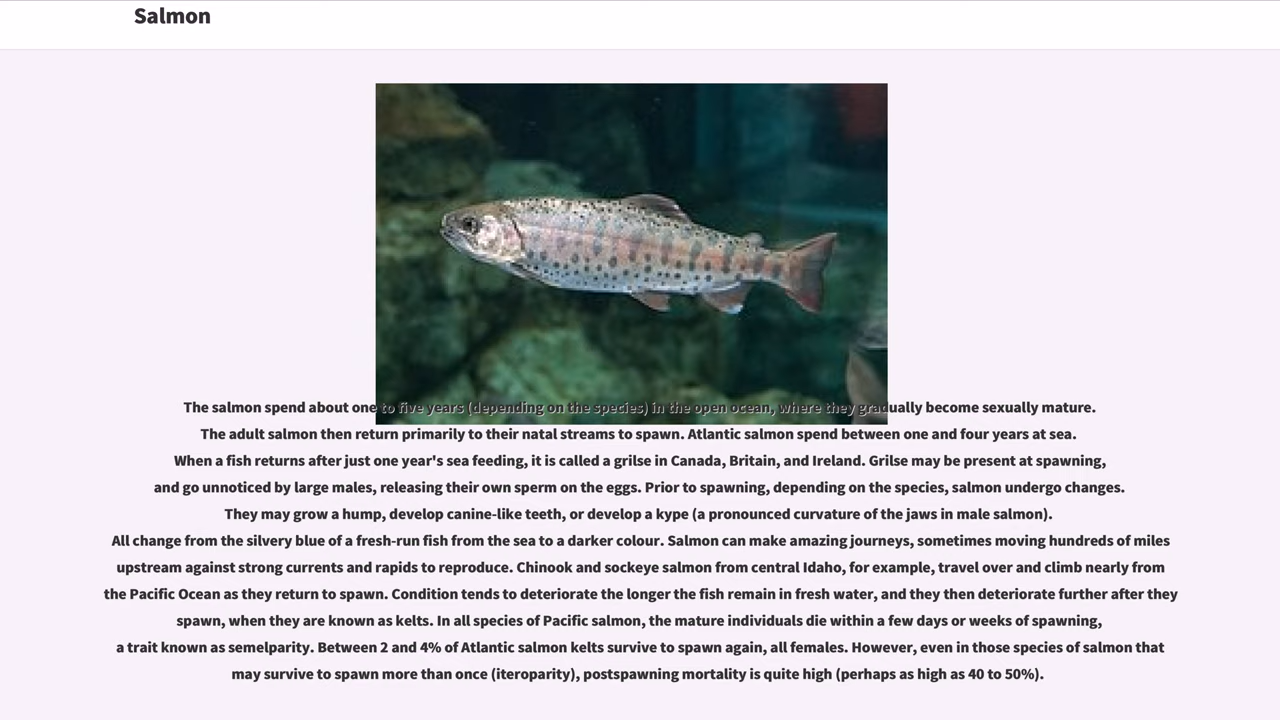 Salmon
The salmon spend about one to five years (depending on the species) in the open ocean, where they gradually become sexually mature.
The adult salmon then return primarily to their natal streams to spawn. Atlantic salmon spend between one and four years at sea.
When a fish returns after just one year's sea feeding, it is called a grilse in Canada, Britain, and Ireland. Grilse may be present at spawning,
and go unnoticed by large males, releasing their own sperm on the eggs. Prior to spawning, depending on the species, salmon undergo changes.
They may grow a hump, develop canine-like teeth, or develop a kype (a pronounced curvature of the jaws in male salmon).
All change from the silvery blue of a fresh-run fish from the sea to a darker colour. Salmon can make amazing journeys, sometimes moving hundreds of miles
upstream against strong currents and rapids to reproduce. Chinook and sockeye salmon from central Idaho, for example, travel over and climb nearly from
the Pacific Ocean as they return to spawn. Condition tends to deteriorate the longer the fish remain in fresh water, and they then deteriorate further after they
spawn, when they are known as kelts. In all species of Pacific salmon, the mature individuals die within a few days or weeks of spawning,
a trait known as semelparity. Between 2 and 4% of Atlantic salmon kelts survive to spawn again, all females. However, even in those species of salmon that
may survive to spawn more than once (iteroparity), postspawning mortality is quite high (perhaps as high as 40 to 50%).